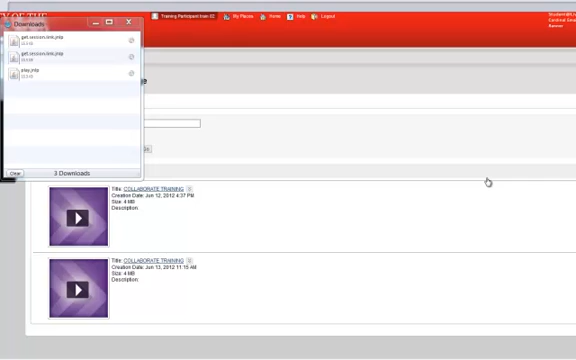 Training Participant train 02
My Places
Home
Help
Logout
Downloads
get.session.link.jnlp
get.session.link.jnlp
play.jnlp
Clear
3 Downloads
Title: COLLABORATE TRAINING
Creation Date: Jun 12, 2012 4:37 PM
Size: 4 MB
Description:
Title: COLLABORATE TRAINING
Creation Date: Jun 13, 2012 11:15 AM
Size: 4 MB
Description: